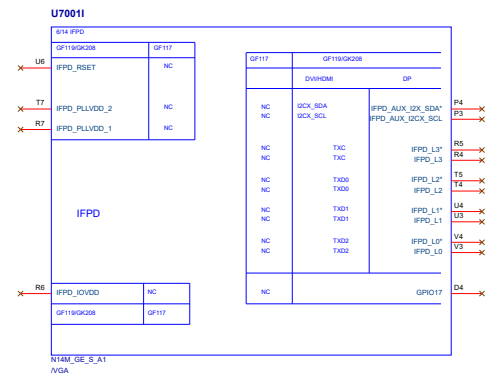 U7001I
6/14 IFPD
GF119/GK208 GF117
U6 IFPD_RSET NC
T7 IFPD_PLLVDD_2 NC
R7 IFPD_PLLVDD_1 NC
GF117 GF119/GK208
DVI/HDMI DP
NC I2CX_SDA IFPD_AUX_I2X_SDA* P4
NC I2CX_SCL IFPD_AUX_I2CX_SCL P3
NC TXC IFPD_L3* R5
NC TXC IFPD_L3 R4
NC TXD0 IFPD_L2* T5
NC TXD0 IFPD_L2 T4
NC TXD1 IFPD_L1* U4
NC TXD1 IFPD_L1 U3
NC TXD2 IFPD_L0* V4
NC TXD2 IFPD_L0 V3
IFPD
R6 IFPD_IOVDD NC
GF119/GK208 GF117
NC GPIO17 D4
N14M_GE_S_A1
/VGA